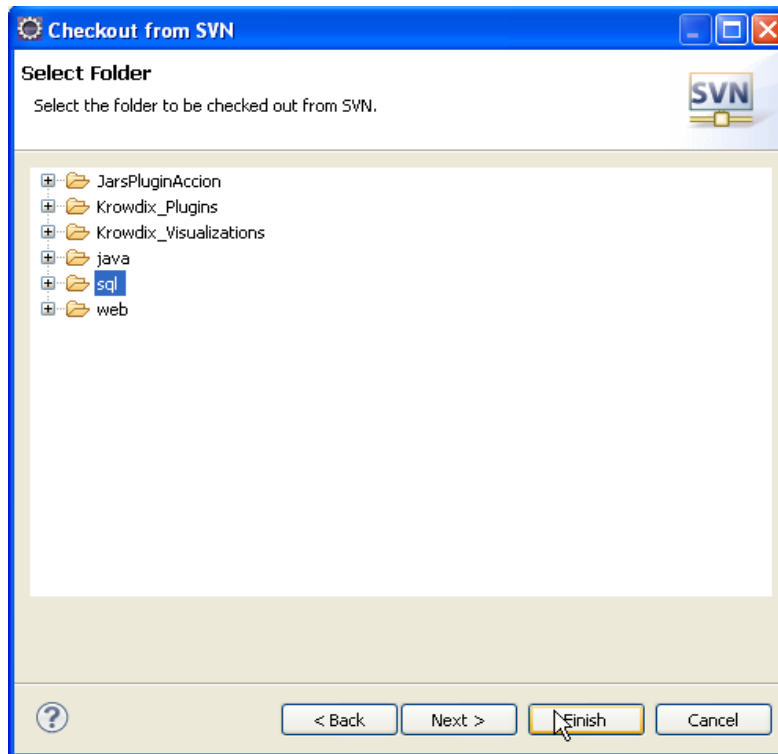 Checkout from SVN
Select Folder
Select the folder to be checked out from SVN.
SVN
JarsPluginAccion
Krowdix_Plugins
Krowdix_Visualizations
java
sql
web
?
< Back
Next >
Finish
Cancel